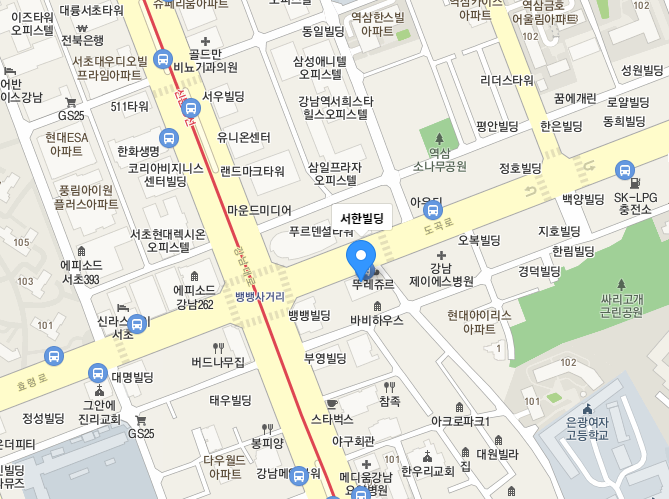 이즈타워
오피스텔
대륭서초타워
전북은행
슈페리움아파트
동일빌딩
역삼한스빌
아파트
역삼카이스
아파트
역삼금호
어울림아파트
102
102
골드만
비뇨기과의원
서초대우디오빌
프라임아파트
삼성애니텔
오피스텔
성원빌딩
어반
이스강남
GS25
511타워
서우빌딩
강남역서희스타
힐스오피스텔
리더스타워
꿈에개린
로얄빌딩
동희빌딩
현대ESA
아파트
한화생명
유니온센터
평안빌딩
한은빌딩
역삼
소나무공원
코리아비지니스
센터빌딩
랜드마크타워
삼일프라자
오피스텔
정호빌딩
풍림아이원
플러스아파트
백양빌딩
SK-LPG
충전소
마운드미디어
서한빌딩
푸르덴셜타워
도곡로
105
서초현대렉시온
오피스텔
강남대로
오복빌딩
지호빌딩
한림빌딩
에피소드
서초393
강남
제이에스병원
경덕빌딩
103
에피소드
강남262
뱅뱅사거리
뚜레쥬르
싸리고개
근린공원
101
서초
뱅뱅빌딩
바비하우스
현대아이리스
아파트
1
효령로
버드나무집
부영빌딩
대명빌딩
102
그안에
진리교회
태우빌딩
참족
101
정성빌딩
GS25
스타벅스
아크로파크1
은광여자
고등학교
봉피양
야구회관
대원빌라
집
타우월드
아파트
101
한우리교회
메디움강남